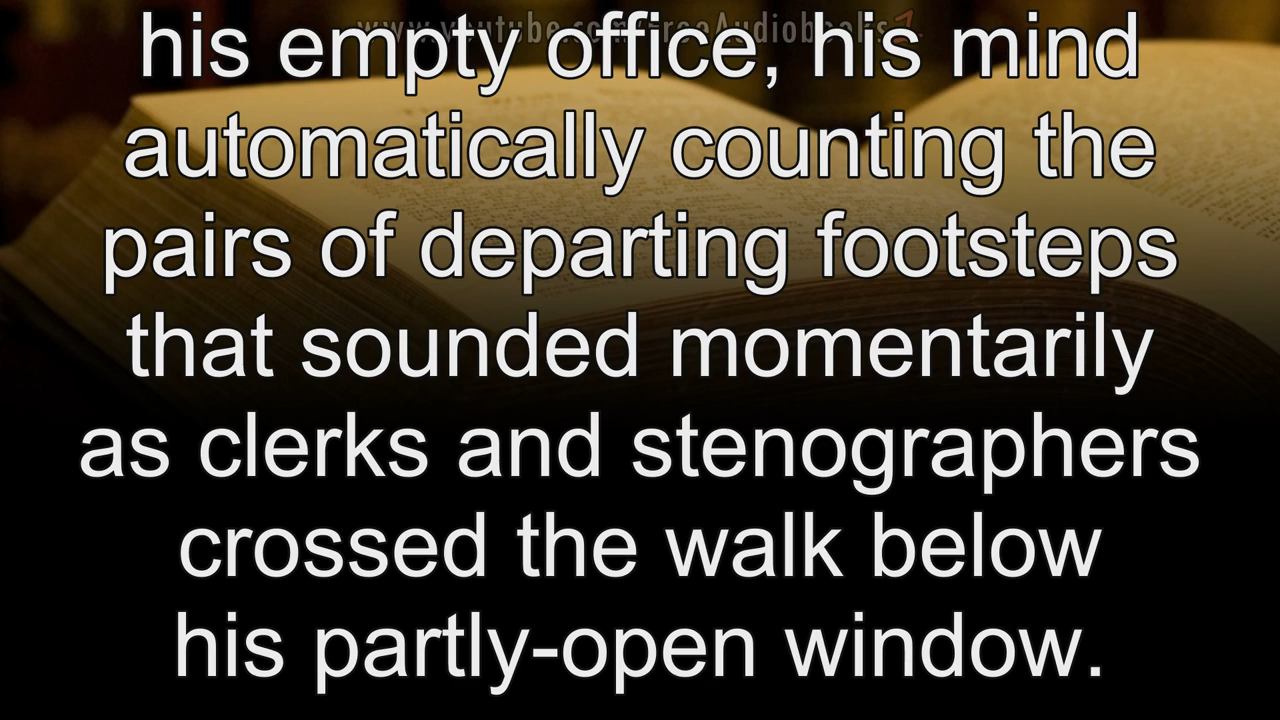 www.youtube.com/FreeAudiobooks1
his empty office, his mind
automatically counting the
pairs of departing footsteps
that sounded momentarily
as clerks and stenographers
crossed the walk below
his partly-open window.